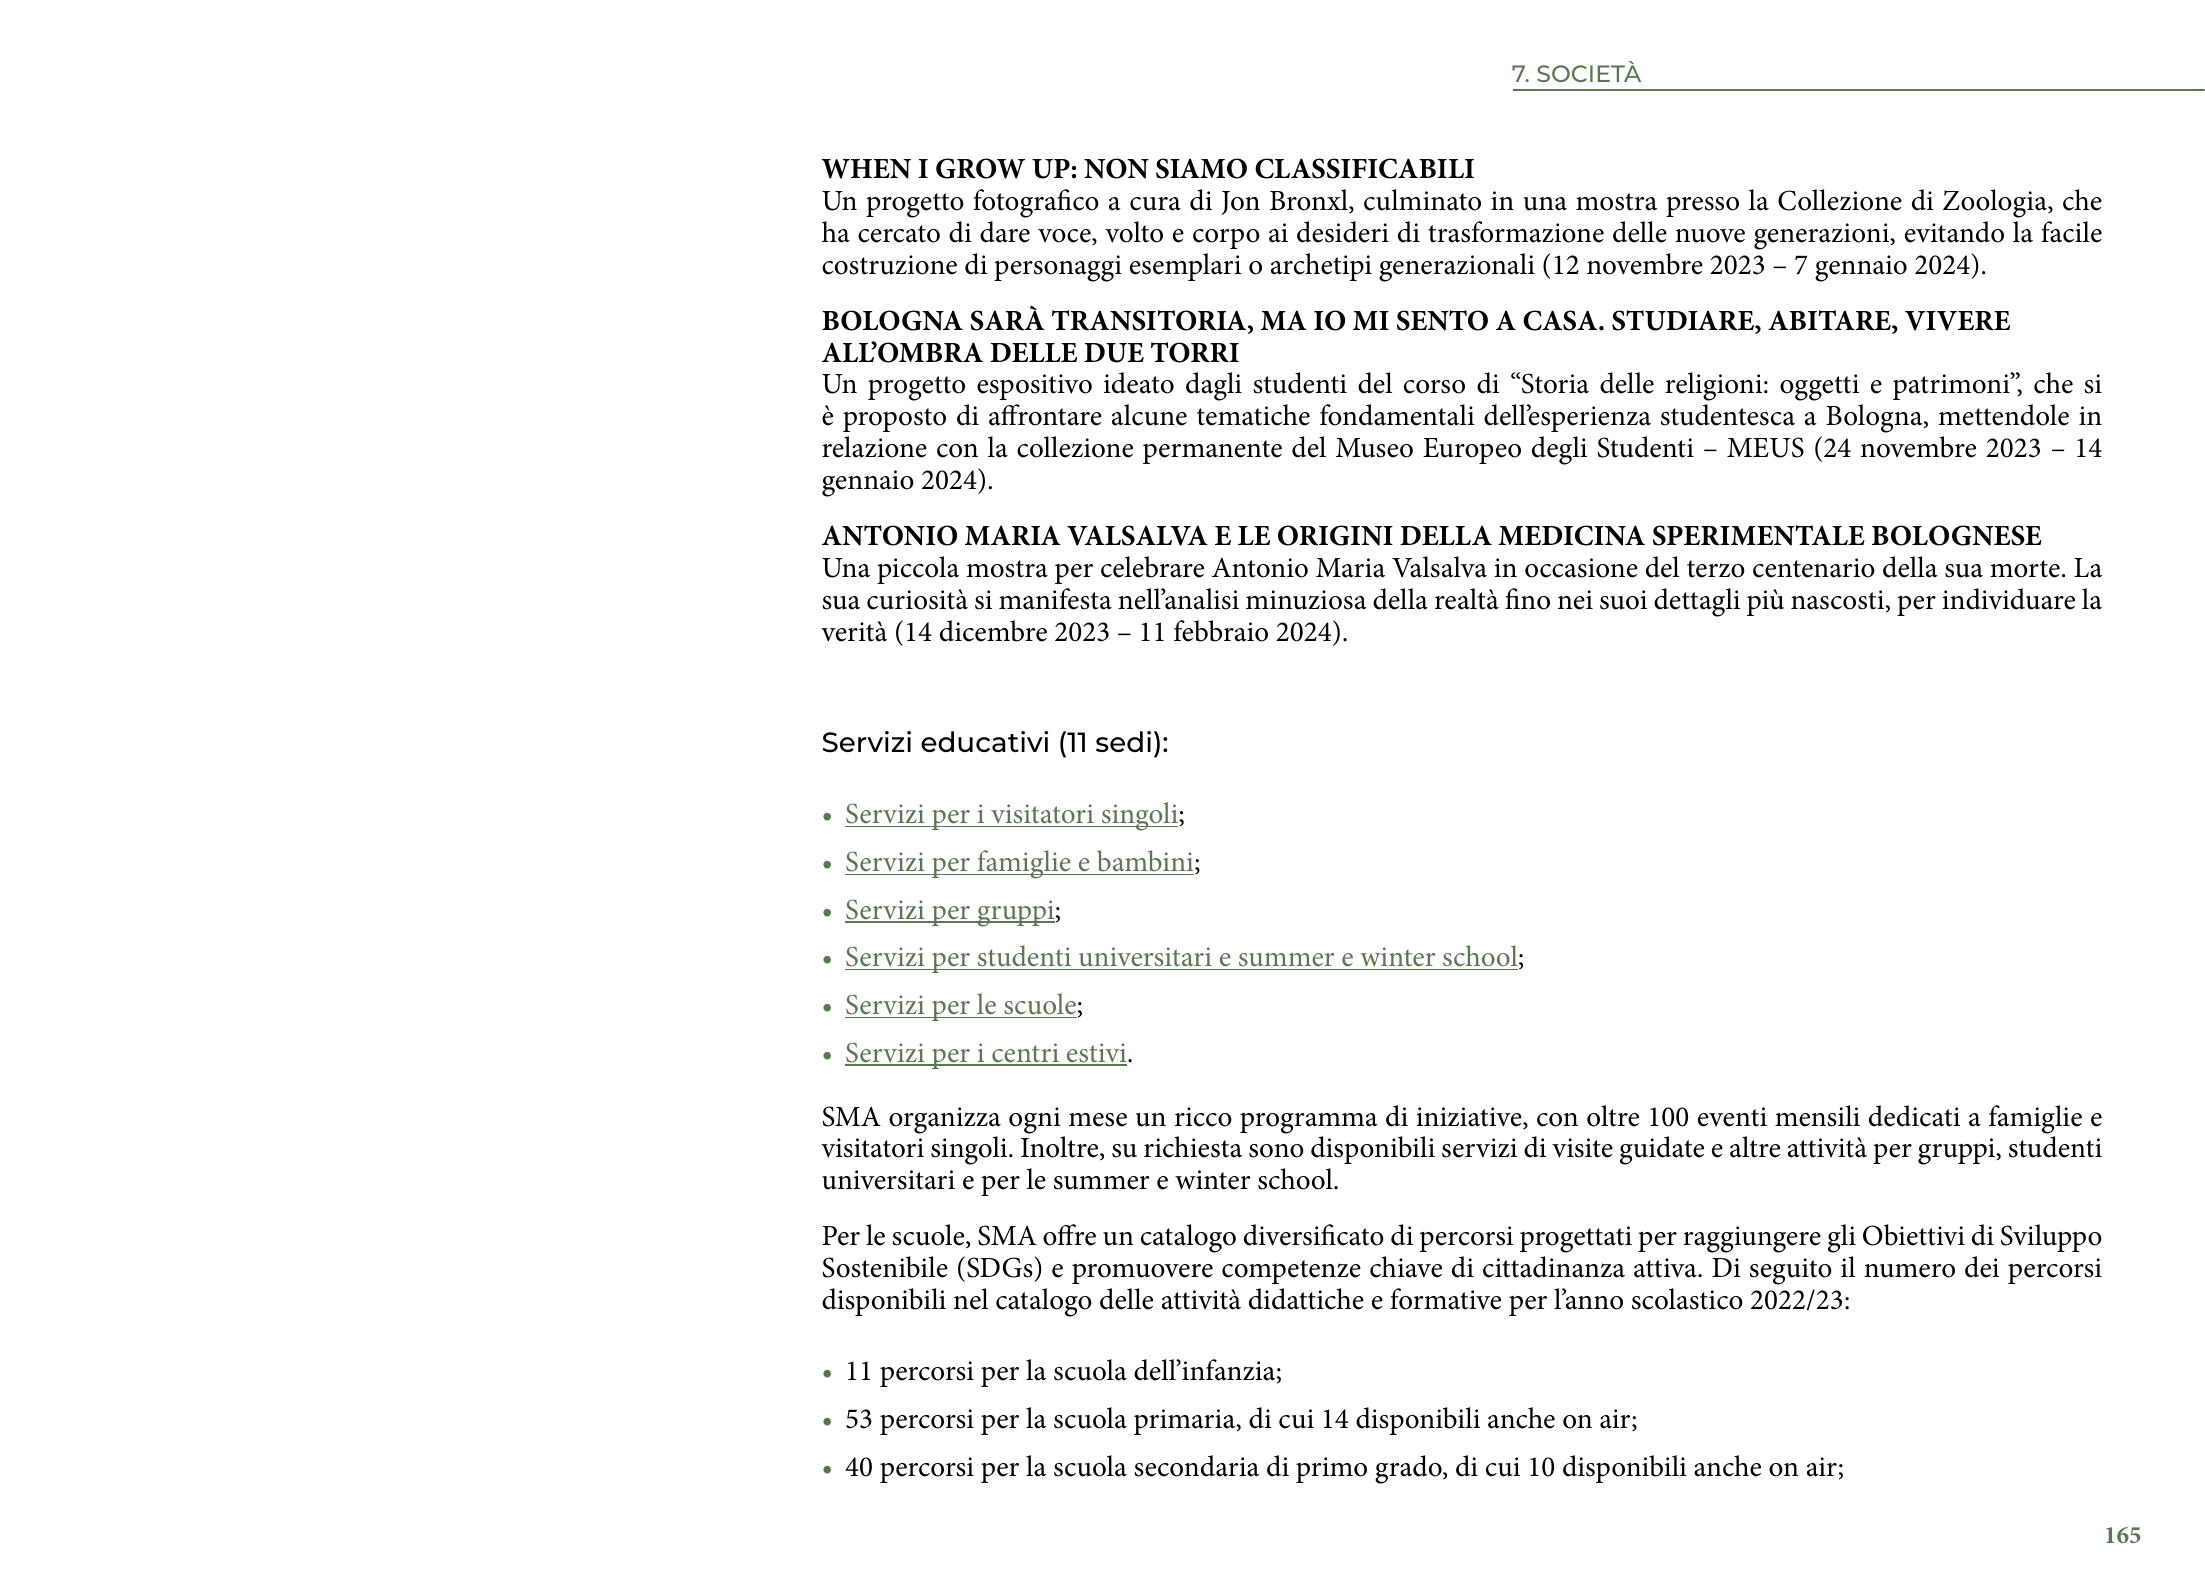 7. SOCIETÀ
WHEN I GROW UP: NON SIAMO CLASSIFICABILI
Un progetto fotografico a cura di Jon Bronxl, culminato in una mostra presso la Collezione di Zoologia, che
ha cercato di dare voce, volto e corpo ai desideri di trasformazione delle nuove generazioni, evitando la facile
costruzione di personaggi esemplari o archetipi generazionali (12 novembre 2023 – 7 gennaio 2024).
BOLOGNA SARÀ TRANSITORIA, MA IO MI SENTO A CASA. STUDIARE, ABITARE, VIVERE
ALL’OMBRA DELLE DUE TORRI
Un progetto espositivo ideato dagli studenti del corso di “Storia delle religioni: oggetti e patrimoni”, che si
è proposto di affrontare alcune tematiche fondamentali dell’esperienza studentesca a Bologna, mettendole in
relazione con la collezione permanente del Museo Europeo degli Studenti – MEUS (24 novembre 2023 – 14
gennaio 2024).
ANTONIO MARIA VALSALVA E LE ORIGINI DELLA MEDICINA SPERIMENTALE BOLOGNESE
Una piccola mostra per celebrare Antonio Maria Valsalva in occasione del terzo centenario della sua morte. La
sua curiosità si manifesta nell’analisi minuziosa della realtà fino nei suoi dettagli più nascosti, per individuare la
verità (14 dicembre 2023 – 11 febbraio 2024).
Servizi educativi (11 sedi):
• Servizi per i visitatori singoli;
• Servizi per famiglie e bambini;
• Servizi per gruppi;
• Servizi per studenti universitari e summer e winter school;
• Servizi per le scuole;
• Servizi per i centri estivi.
SMA organizza ogni mese un ricco programma di iniziative, con oltre 100 eventi mensili dedicati a famiglie e
visitatori singoli. Inoltre, su richiesta sono disponibili servizi di visite guidate e altre attività per gruppi, studenti
universitari e per le summer e winter school.
Per le scuole, SMA offre un catalogo diversificato di percorsi progettati per raggiungere gli Obiettivi di Sviluppo
Sostenibile (SDGs) e promuovere competenze chiave di cittadinanza attiva. Di seguito il numero dei percorsi
disponibili nel catalogo delle attività didattiche e formative per l’anno scolastico 2022/23:
• 11 percorsi per la scuola dell’infanzia;
• 53 percorsi per la scuola primaria, di cui 14 disponibili anche on air;
• 40 percorsi per la scuola secondaria di primo grado, di cui 10 disponibili anche on air;
165